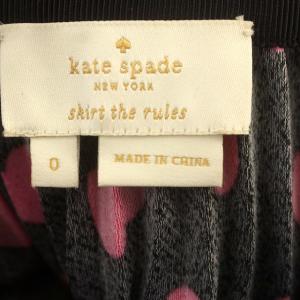 kate spade
NEW YORK
skirt the rules
0
MADE IN CHINA